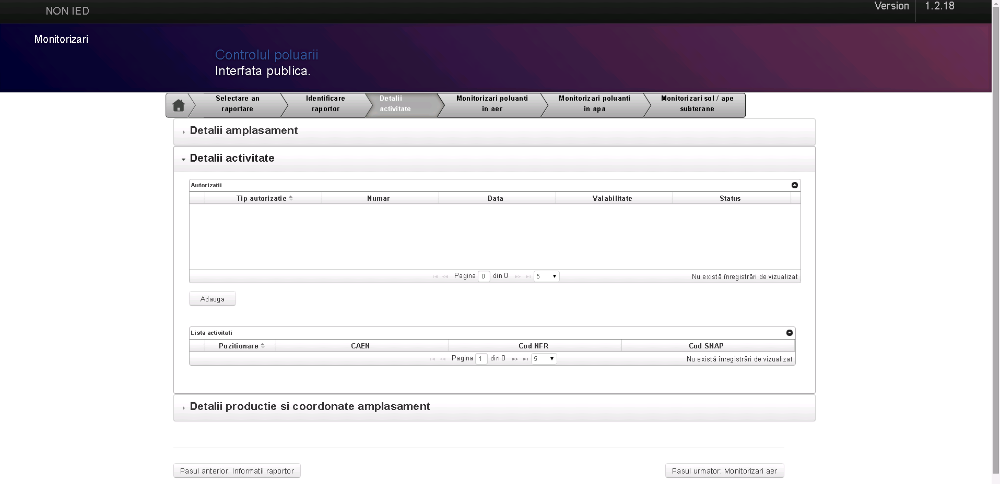 NON IED
Version 1.2.18
Monitorizari
Controlul poluarii
Interfata publica.
Selectare an
raportare
Identificare
raportor
Detalii
activitate
Monitorizari poluanti
in aer
Monitorizari poluanti
in apa
Monitorizari sol / ape
subterane
Detalii amplasament
Detalii activitate
Autorizatii
Tip autorizatie Numar Data Valabilitate Status
Pagina 0 din 0 5 Nu există înregistrări de vizualizat
Adauga
Lista activitati
Pozitionare CAEN Cod NFR Cod SNAP
Pagina 1 din 0 5 Nu există înregistrări de vizualizat
Detalii productie si coordonate amplasament
Pasul anterior: Informatii raportor
Pasul urmator: Monitorizari aer